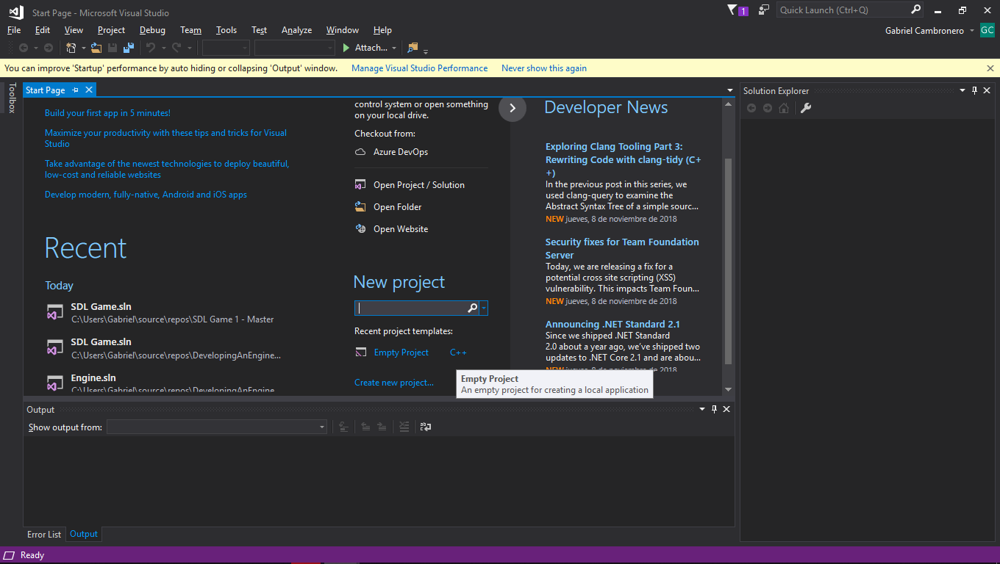 Start Page - Microsoft Visual Studio
1
Quick Launch (Ctrl+Q)
File Edit View Project Debug Team Tools Test Analyze Window Help
Gabriel Cambronero GC
Attach...
You can improve 'Startup' performance by auto hiding or collapsing 'Output' window. Manage Visual Studio Performance Never show this again
Toolbox
Start Page
Build your first app in 5 minutes!
Maximize your productivity with these tips and tricks for Visual
Studio
Take advantage of the newest technologies to deploy beautiful,
low-cost and reliable websites
Develop modern, fully-native, Android and iOS apps
Recent
Today
SDL Game.sln
C:\Users\Gabriel\source\repos\SDL Game 1 - Master
SDL Game.sln
C:\Users\Gabriel\source\repos\DevelopingAnEngine...
Engine.sln
C:\Users\Gabriel\source\repos\DevelopingAnEngine
control system or open something
on your local drive.
Checkout from:
Azure DevOps
Open Project / Solution
Open Folder
Open Website
New project
Recent project templates:
Empty Project C++
Create new project...
Empty Project
An empty project for creating a local application
Developer News
Exploring Clang Tooling Part 3:
Rewriting Code with clang-tidy (C+
+)
In the previous post in this series, we
used clang-query to examine the
Abstract Syntax Tree of a simple sourc...
NEW jueves, 8 de noviembre de 2018
Security fixes for Team Foundation
Server
Today, we are releasing a fix for a
potential cross site scripting (XSS)
vulnerability. This impacts Team Foun...
NEW jueves, 8 de noviembre de 2018
Announcing .NET Standard 2.1
Since we shipped .NET Standard
2.0 about a year ago, we've shipped two
updates to .NET Core 2.1 and are abou...
NEW jueves, 8 de noviembre de 2018
Solution Explorer
Output
Show output from:
Error List Output
Ready